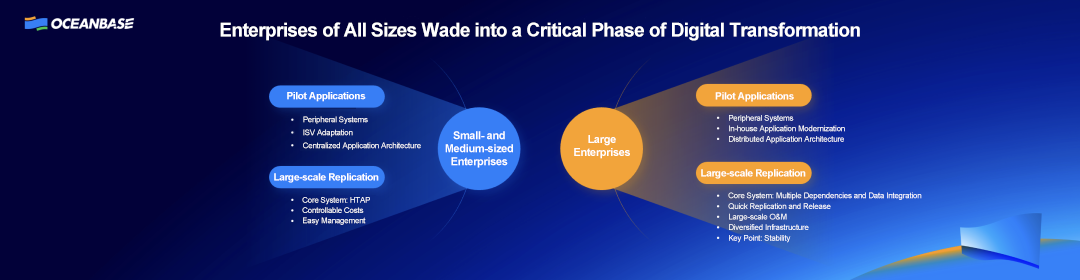 OCEANBASE
Enterprises of All Sizes Wade into a Critical Phase of Digital Transformation
Pilot Applications
• Peripheral Systems
• ISV Adaptation
• Centralized Application Architecture
Large-scale Replication
• Core System: HTAP
• Controllable Costs
• Easy Management
Small- and
Medium-sized
Enterprises
Large
Enterprises
Pilot Applications
• Peripheral Systems
• In-house Application Modernization
• Distributed Application Architecture
Large-scale Replication
• Core System: Multiple Dependencies and Data Integration
• Quick Replication and Release
• Large-scale O&M
• Diversified Infrastructure
• Key Point: Stability